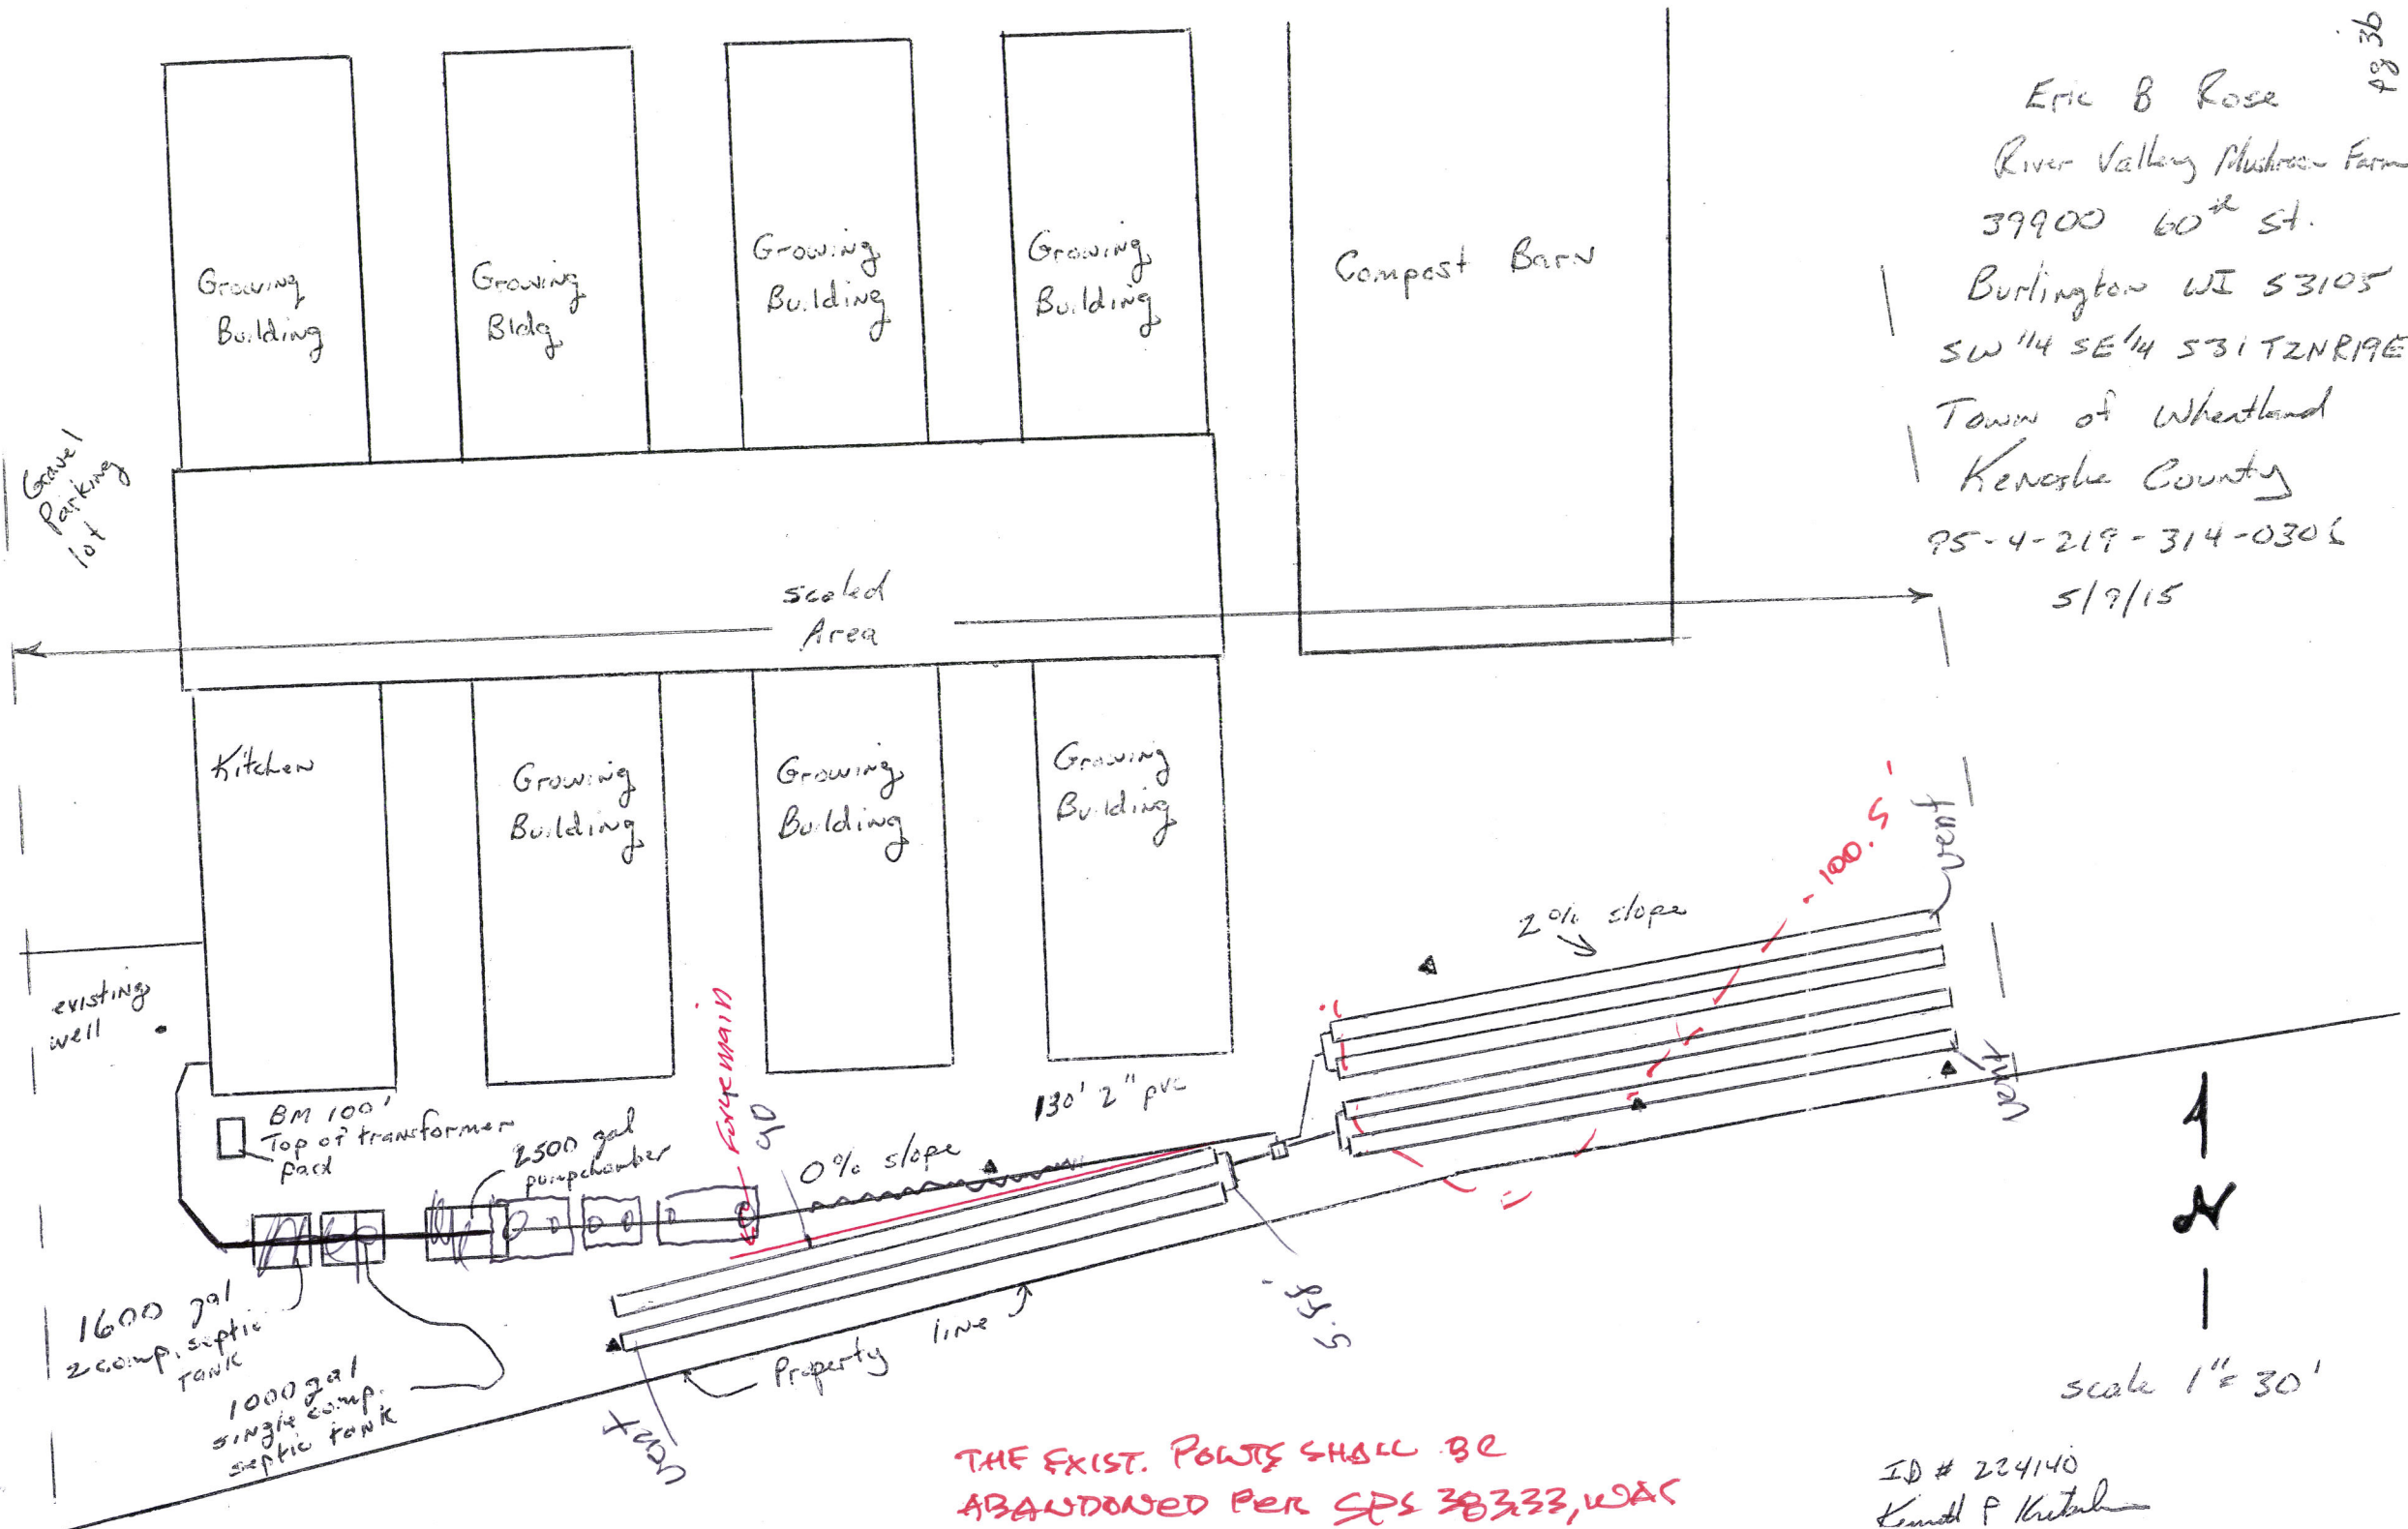 pg 3b
Eric B Rose
River Valley Mushroom Farm
39900 60th St.
Burlington WI 53105
SW 1/4 SE 1/4 S31 T2N R19E
Town of Wheatland
Kenosha County
95-4-219-314-0306
5/9/15
Growing
Building
Growing
Bldg
Growing
Building
Growing
Building
Compost Barn
Gravel
Parking
lot
scaled
Area
Kitchen
Growing
Building
Growing
Building
Growing
Building
existing
well
BM 100'
Top of transformer
pad
2500 gal
pumpchamber
Forcemain
0% slope
130' 2" pvc
2% slope
100.5'
vent
vent
1600 gal
2 comp. septic
Tank
1000 gal
single comp.
septic tank
Property line
vent
THE EXIST. POWTS SHALL BE
ABANDONED PER SPS 383.33, WAC
N
scale 1" = 30'
ID # 224140